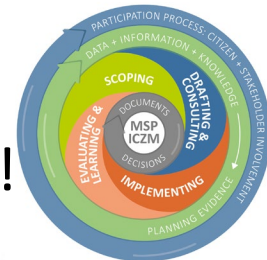 PARTICIPATION PROCESS: CITIZEN + STAKEHOLDER INVOLVEMENT
DATA + INFORMATION + KNOWLEDGE
SCOPING
DRAFTING &
CONSULTING
DOCUMENTS
MSP
ICZM
DECISIONS
EVALUATING &
LEARNING
IMPLEMENTING
PLANNING EVIDENCE
!